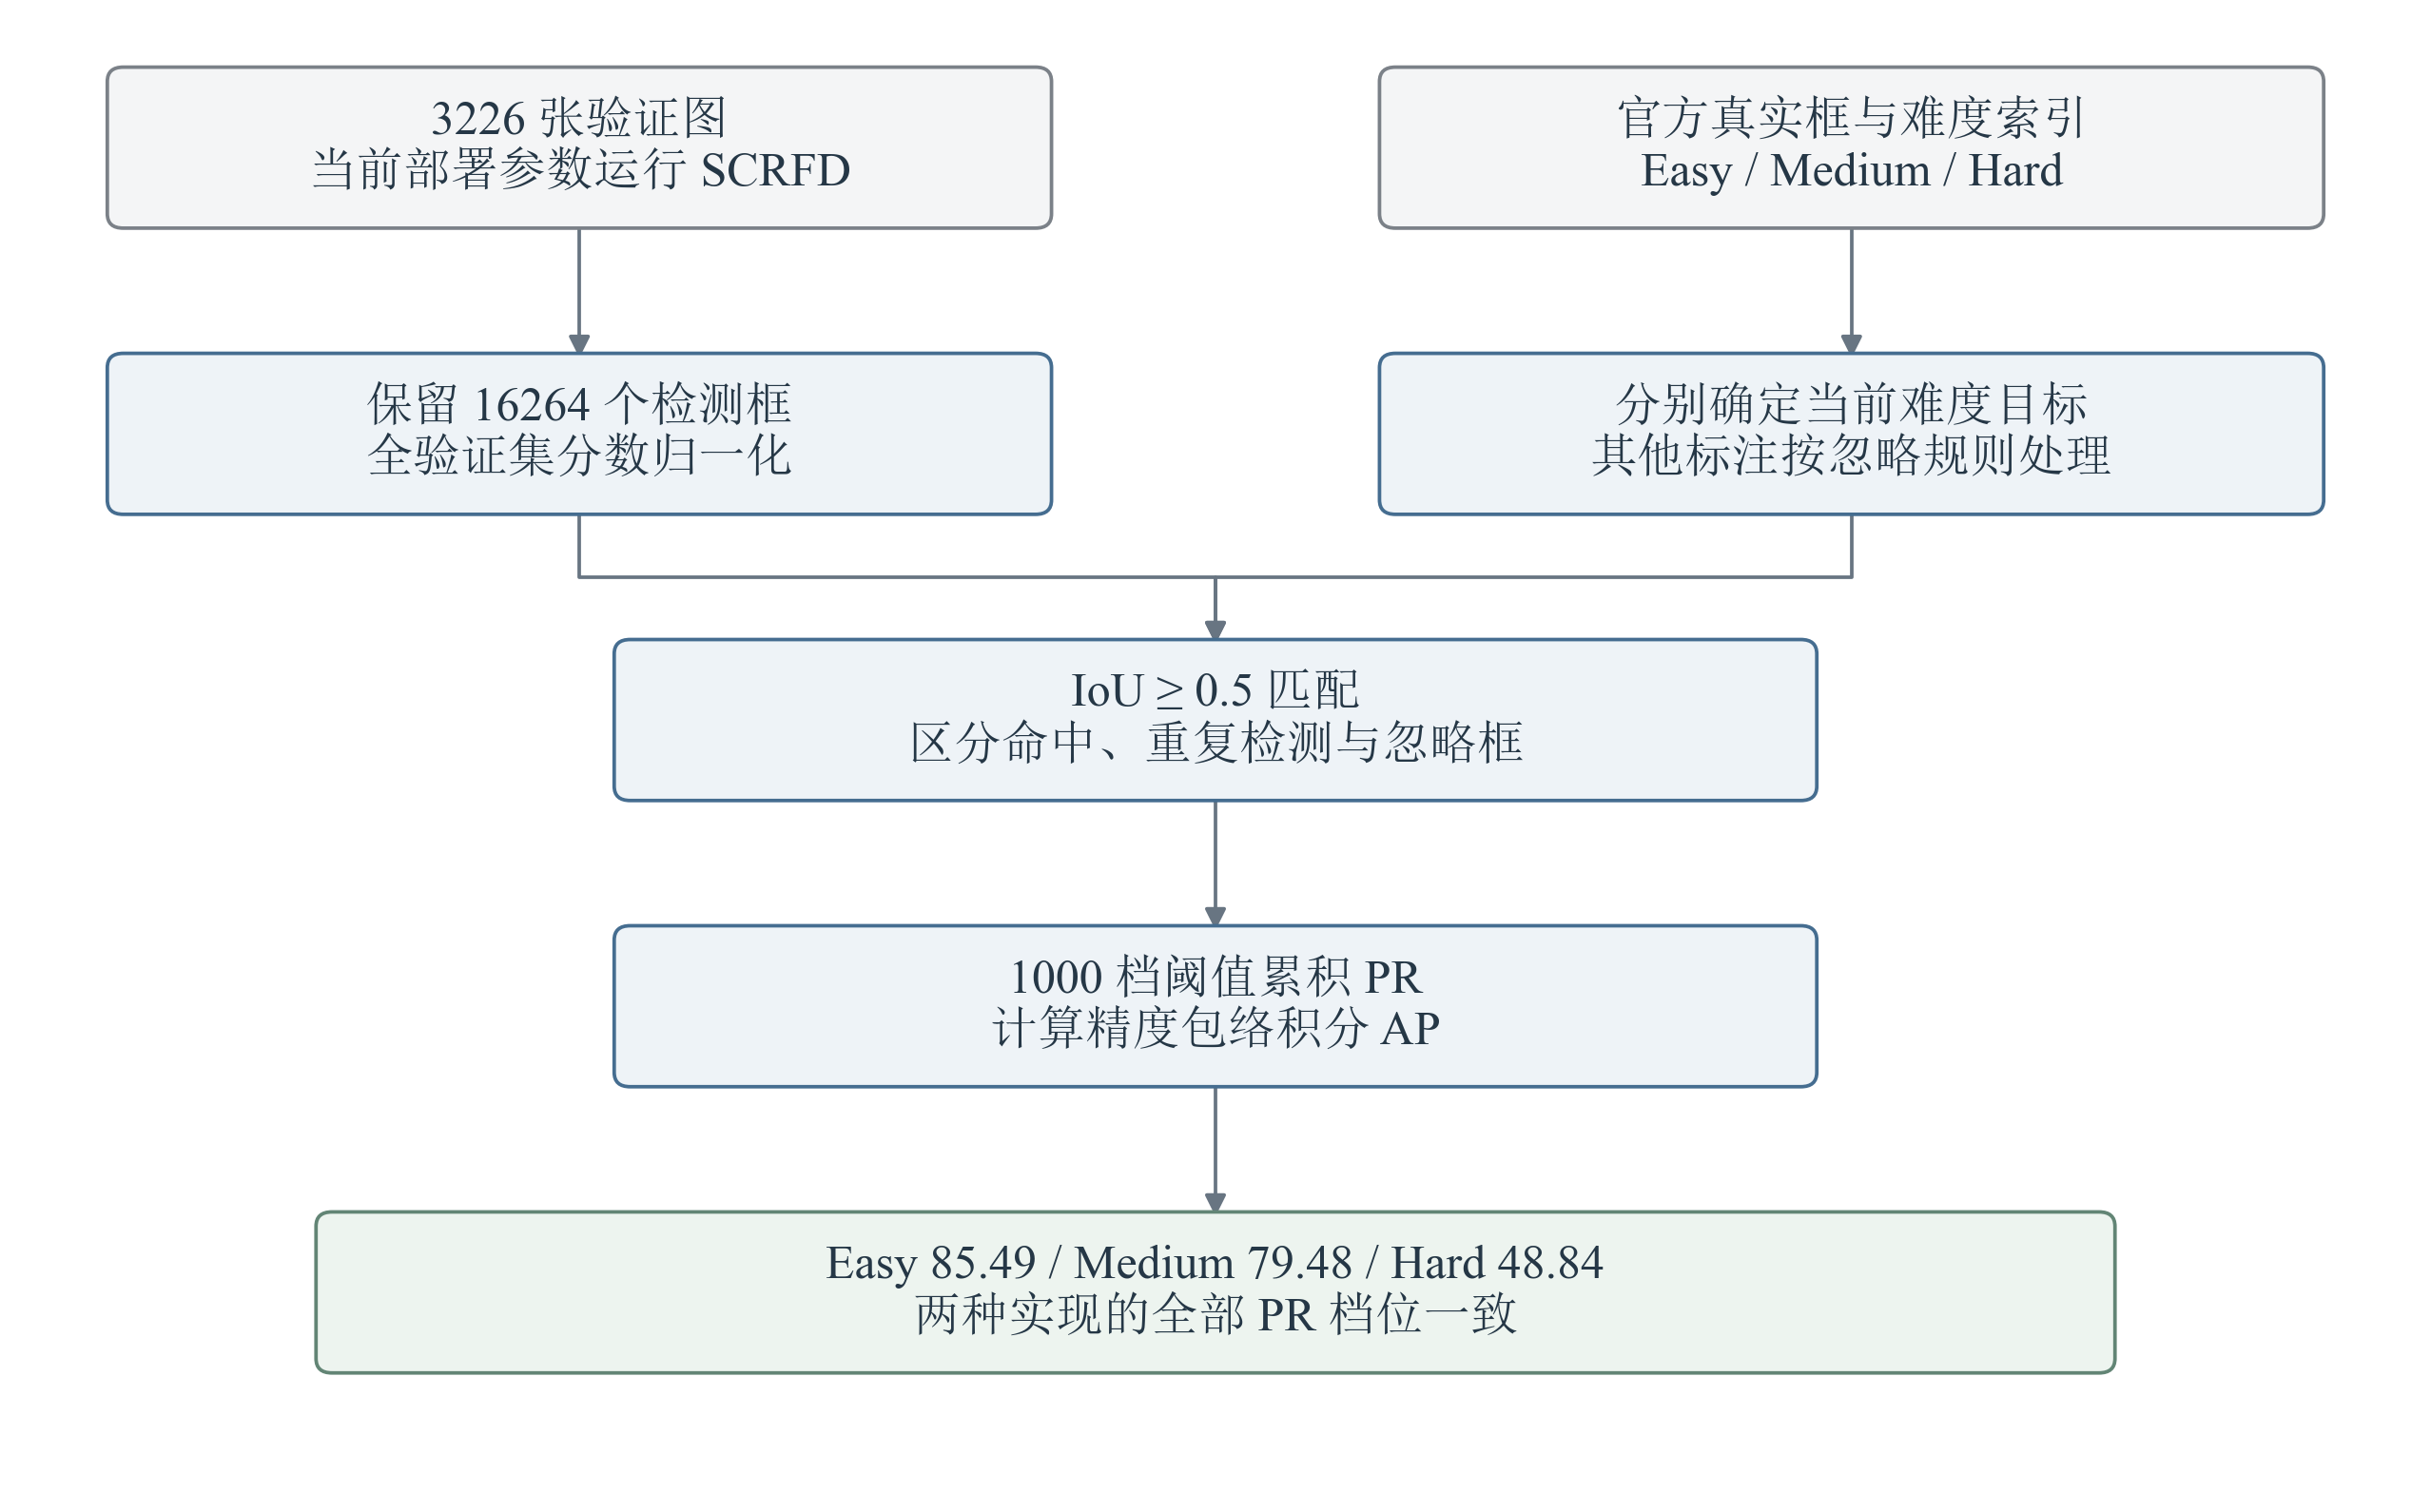 3226 张验证图
当前部署参数运行 SCRFD
官方真实框与难度索引
Easy / Medium / Hard
保留 16264 个检测框
全验证集分数归一化
分别确定当前难度目标
其他标注按忽略规则处理
IoU ≥ 0.5 匹配
区分命中、重复检测与忽略框
1000 档阈值累积 PR
计算精度包络积分 AP
Easy 85.49 / Medium 79.48 / Hard 48.84
两种实现的全部 PR 档位一致